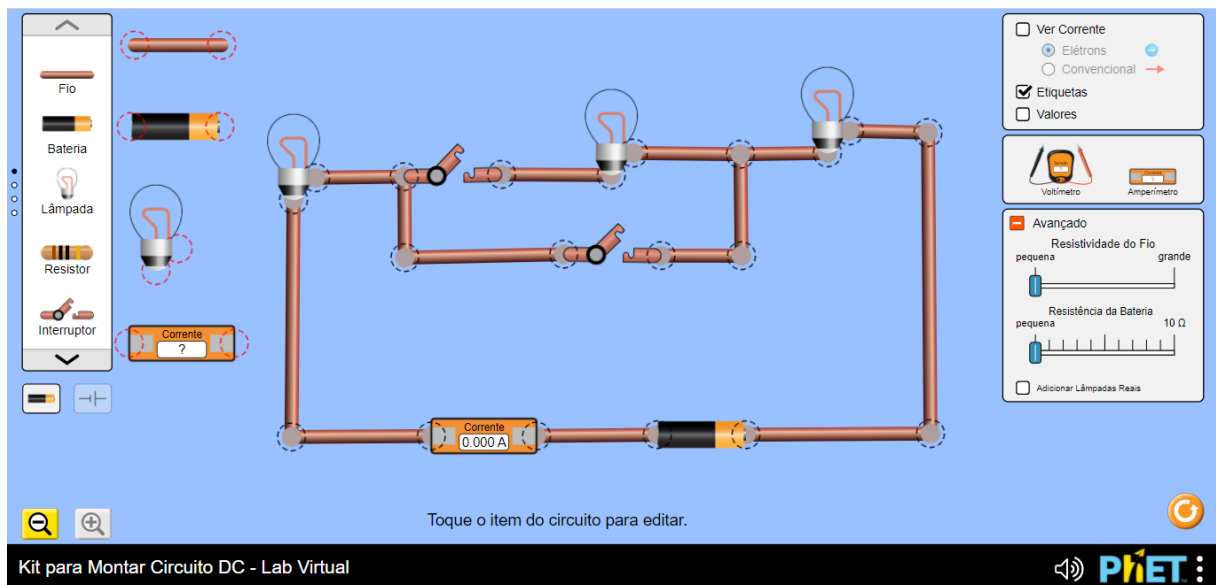 Fio
Bateria
Lâmpada
Resistor
Interruptor
Corrente
?
Corrente
0.000 A
Toque o item do circuito para editar.
Ver Corrente
Elétrons
Convencional
Etiquetas
Valores
Tensão
?
Voltímetro
Corrente
?
Amperímetro
Avançado
Resistividade do Fio
pequena grande
Resistência da Bateria
pequena 10 Ω
Adicionar Lâmpadas Reais
Kit para Montar Circuito DC - Lab Virtual
PhET